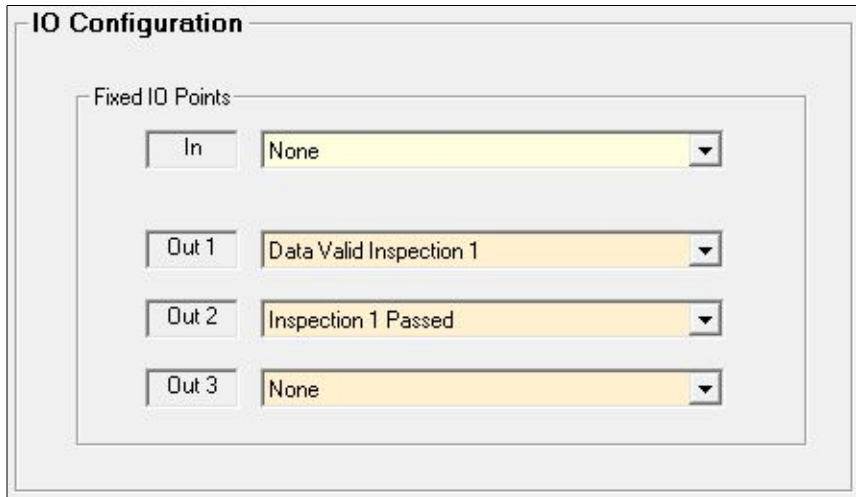 IO Configuration
Fixed IO Points
In None
Out 1 Data Valid Inspection 1
Out 2 Inspection 1 Passed
Out 3 None